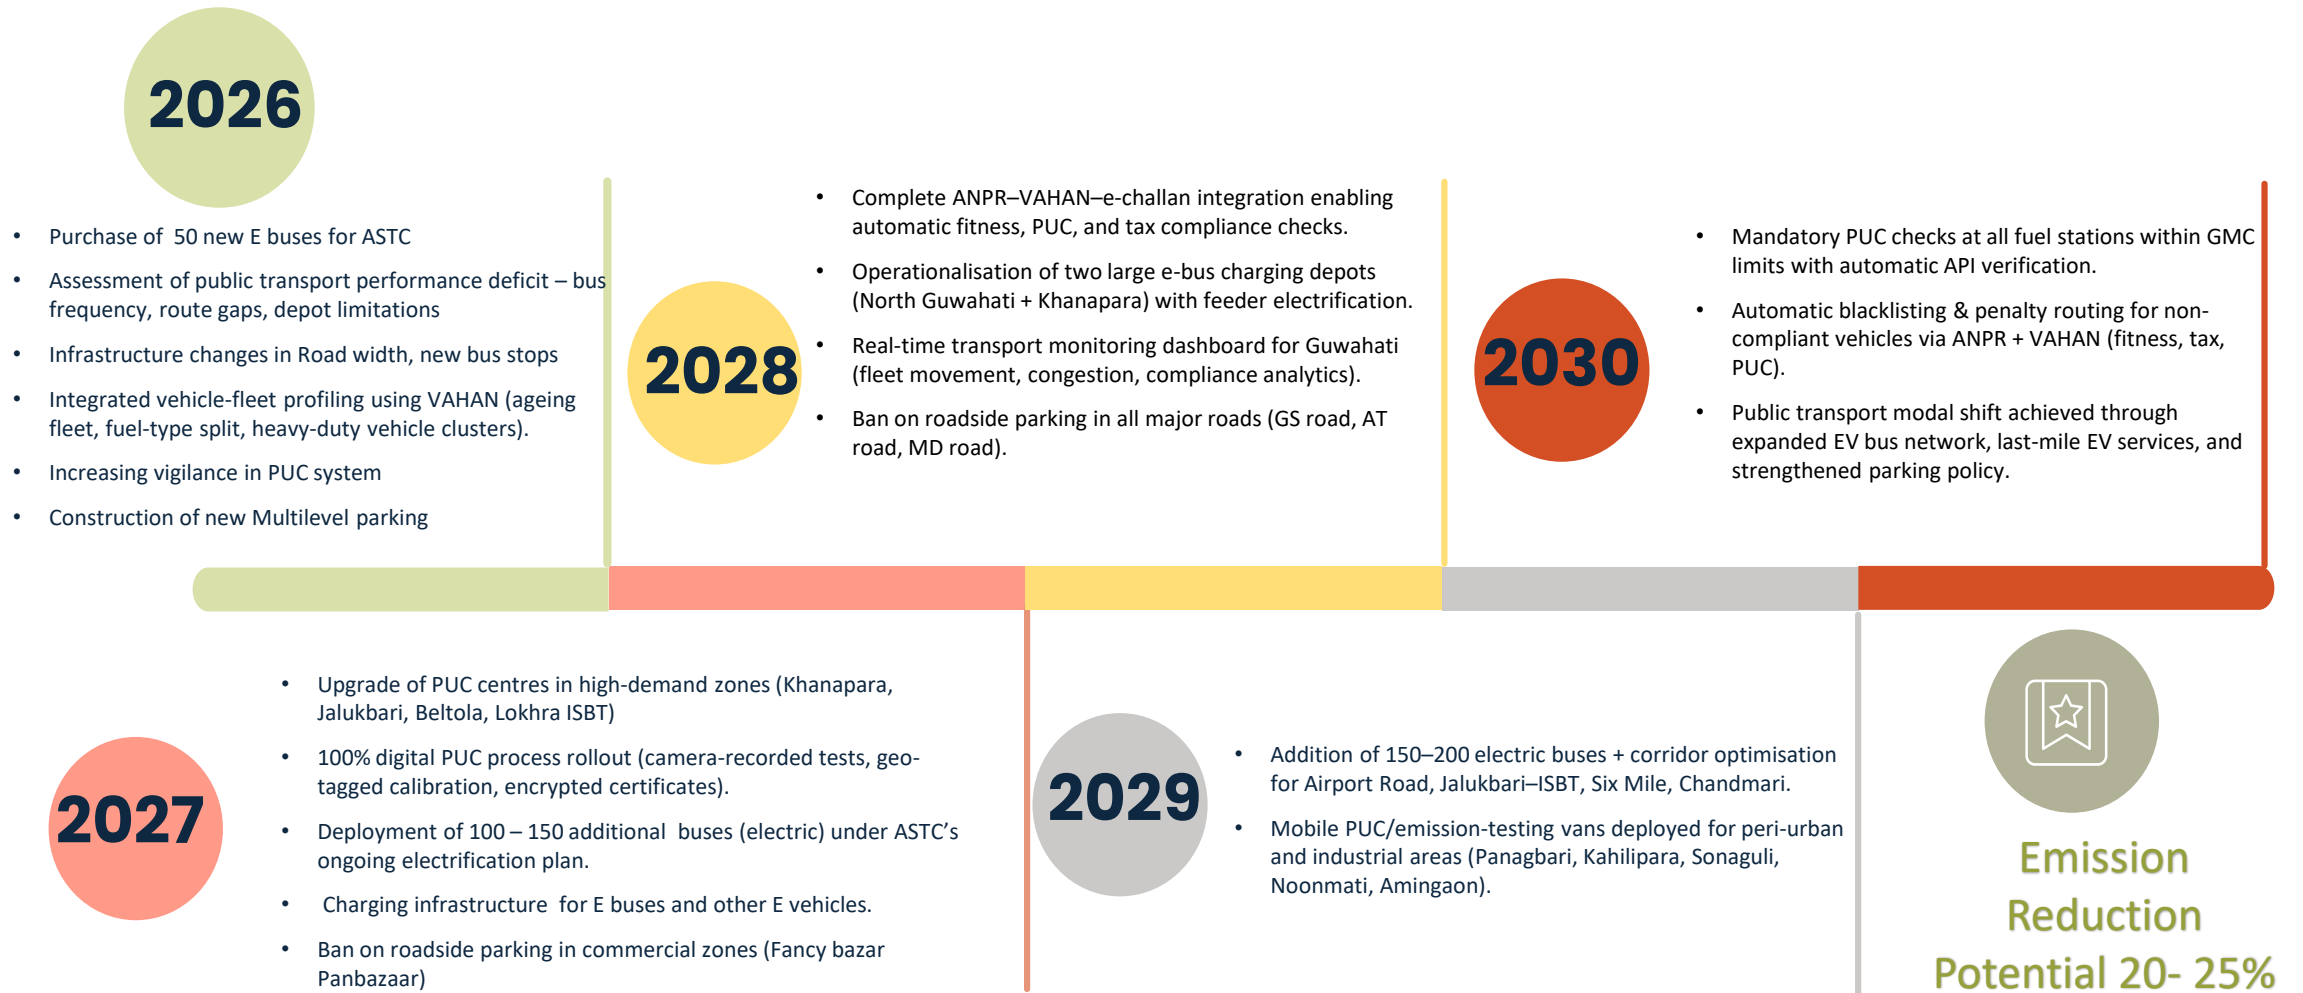 2026
• Purchase of  50 new E buses for ASTC
• Assessment of public transport performance deficit – bus
frequency, route gaps, depot limitations
• Infrastructure changes in Road width, new bus stops
• Integrated vehicle-fleet profiling using VAHAN (ageing
fleet, fuel-type split, heavy-duty vehicle clusters).
• Increasing vigilance in PUC system
• Construction of new Multilevel parking
2028
• Complete ANPR–VAHAN–e-challan integration enabling
automatic fitness, PUC, and tax compliance checks.
• Operationalisation of two large e-bus charging depots
(North Guwahati + Khanapara) with feeder electrification.
• Real-time transport monitoring dashboard for Guwahati
(fleet movement, congestion, compliance analytics).
• Ban on roadside parking in all major roads (GS road, AT
road, MD road).
2030
• Mandatory PUC checks at all fuel stations within GMC
limits with automatic API verification.
• Automatic blacklisting & penalty routing for non-
compliant vehicles via ANPR + VAHAN (fitness, tax,
PUC).
• Public transport modal shift achieved through
expanded EV bus network, last-mile EV services, and
strengthened parking policy.
2027
• Upgrade of PUC centres in high-demand zones (Khanapara,
Jalukbari, Beltola, Lokhra ISBT)
• 100% digital PUC process rollout (camera-recorded tests, geo-
tagged calibration, encrypted certificates).
• Deployment of 100 – 150 additional  buses (electric) under ASTC’s
ongoing electrification plan.
• Charging infrastructure  for E buses and other E vehicles.
• Ban on roadside parking in commercial zones (Fancy bazar
Panbazaar)
2029
• Addition of 150–200 electric buses + corridor optimisation
for Airport Road, Jalukbari–ISBT, Six Mile, Chandmari.
• Mobile PUC/emission-testing vans deployed for peri-urban
and industrial areas (Panagbari, Kahilipara, Sonaguli,
Noonmati, Amingaon).
Emission
Reduction
Potential 20- 25%